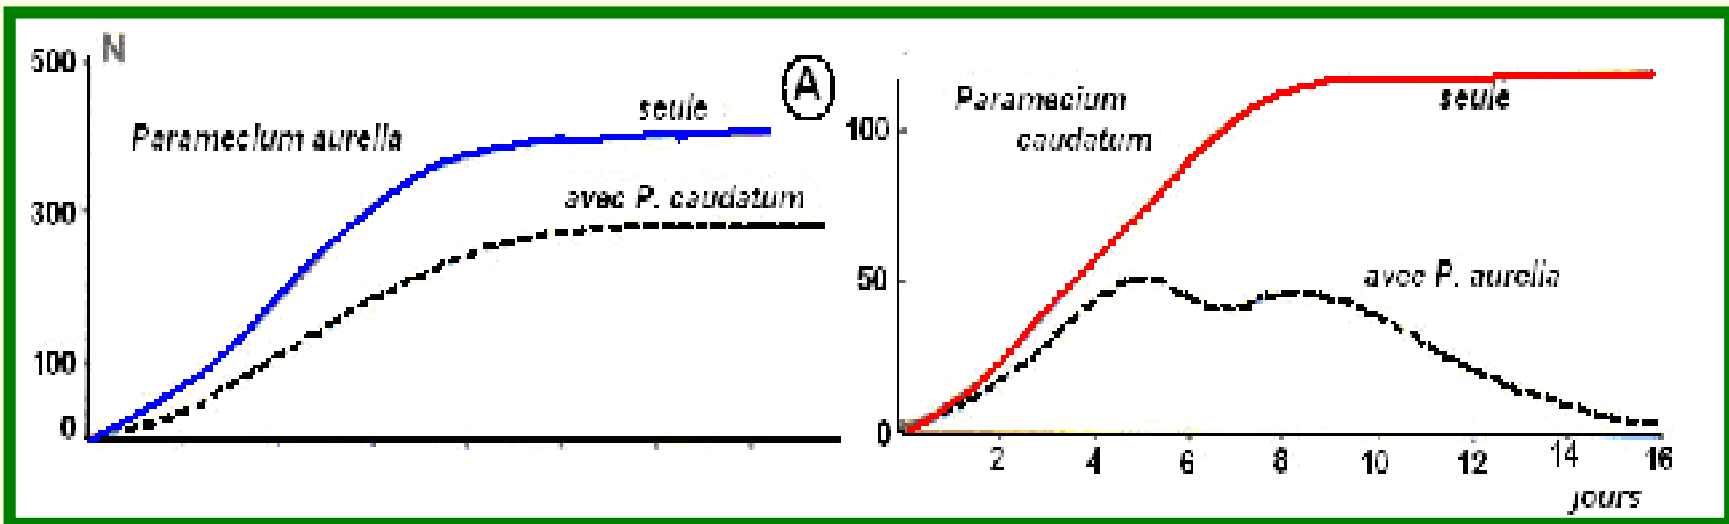 N
500
300
100
0
Paramecium aurelia
seule
avec P. caudatum
A
100
50
0
Paramecium
caudatum
seule
avec P. aurelia
2 4 6 8 10 12 14 16
jours